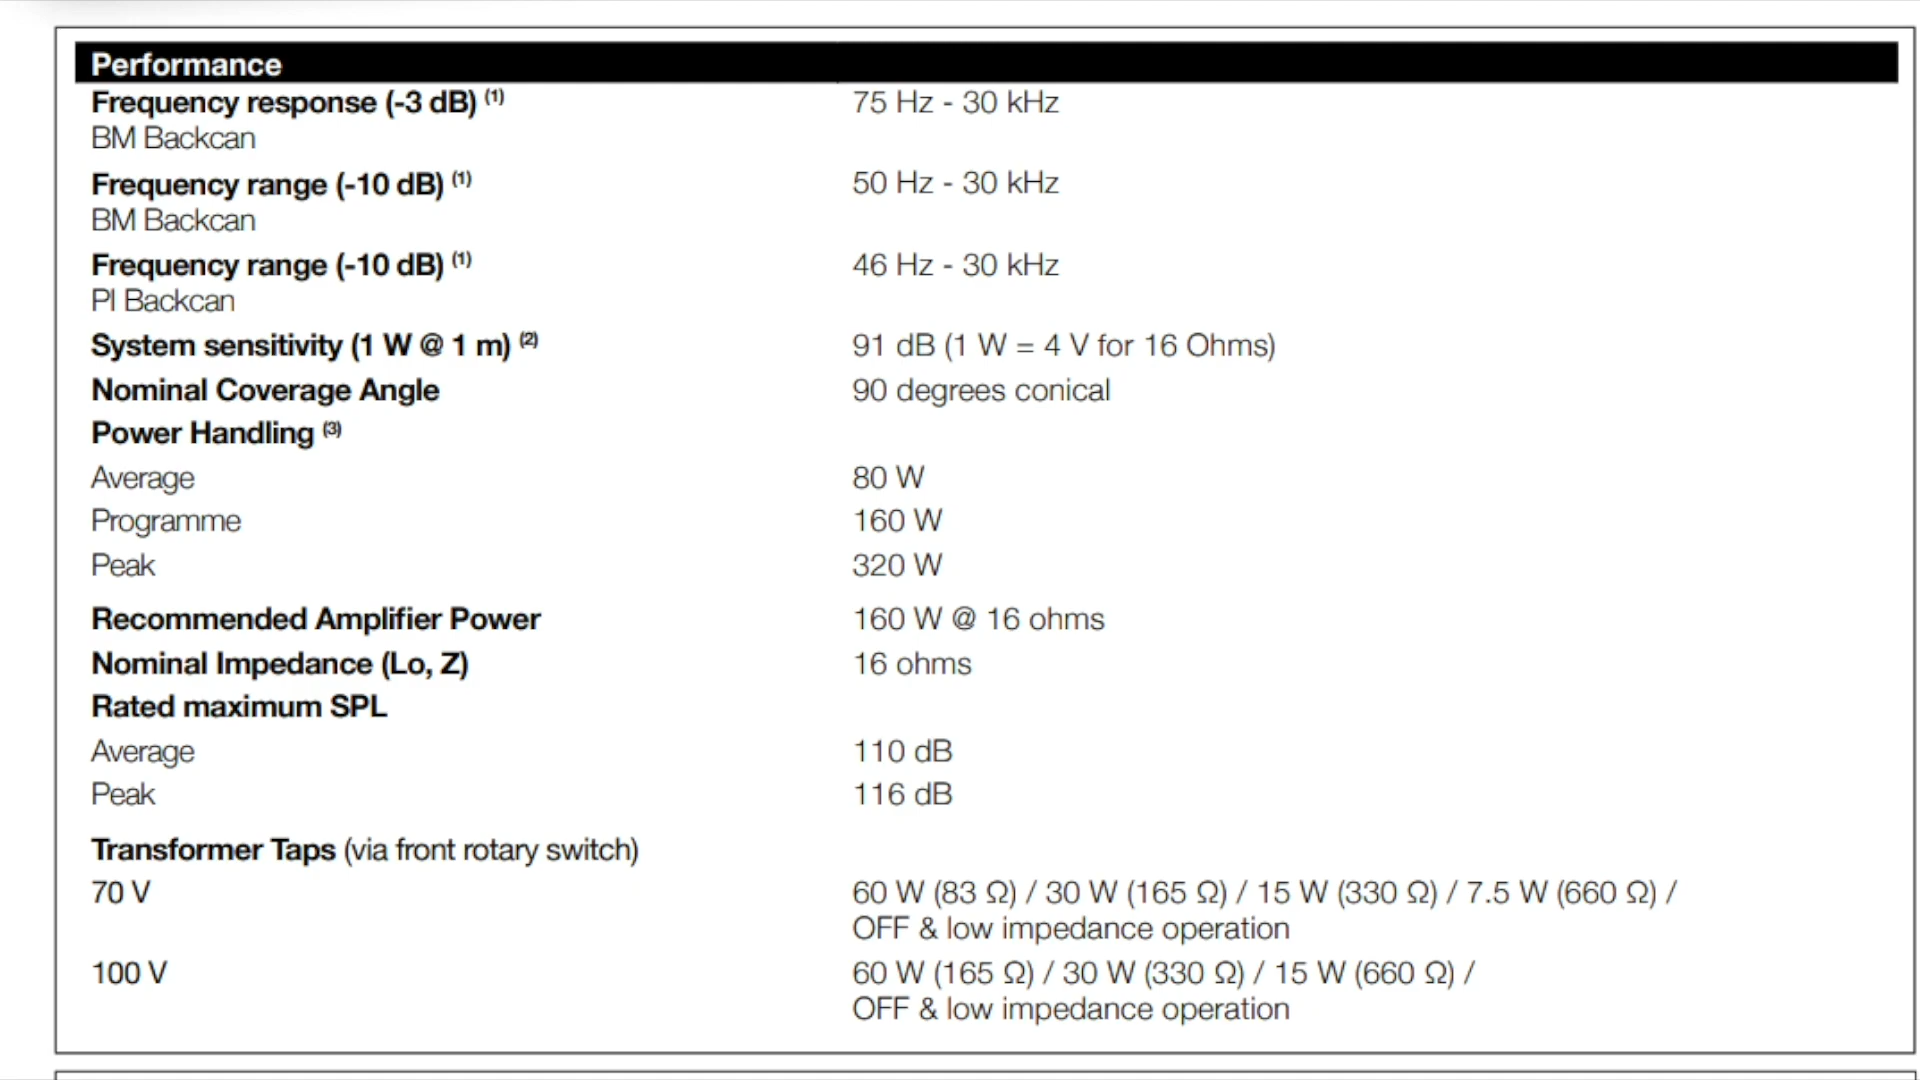 Performance
Frequency response (-3 dB) (1) 75 Hz - 30 kHz
BM Backcan
Frequency range (-10 dB) (1) 50 Hz - 30 kHz
BM Backcan
Frequency range (-10 dB) (1) 46 Hz - 30 kHz
PI Backcan
System sensitivity (1 W @ 1 m) (2) 91 dB (1 W = 4 V for 16 Ohms)
Nominal Coverage Angle 90 degrees conical
Power Handling (3)
Average 80 W
Programme 160 W
Peak 320 W
Recommended Amplifier Power 160 W @ 16 ohms
Nominal Impedance (Lo, Z) 16 ohms
Rated maximum SPL
Average 110 dB
Peak 116 dB
Transformer Taps (via front rotary switch)
70 V 60 W (83 Ω) / 30 W (165 Ω) / 15 W (330 Ω) / 7.5 W (660 Ω) /
OFF & low impedance operation
100 V 60 W (165 Ω) / 30 W (330 Ω) / 15 W (660 Ω) /
OFF & low impedance operation